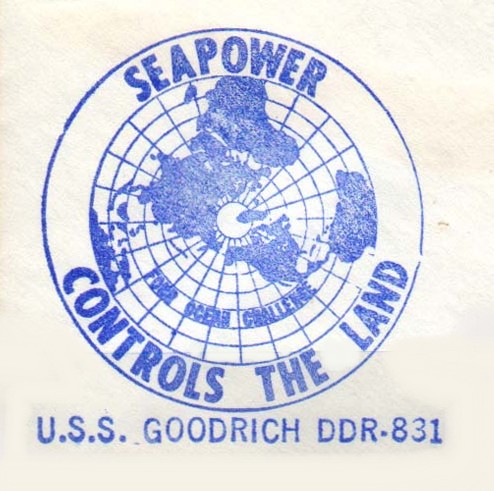 SEAPOWER
FOUR OCEAN CHALLENGE
CONTROLS THE LAND
U.S.S. GOODRICH DDR-831